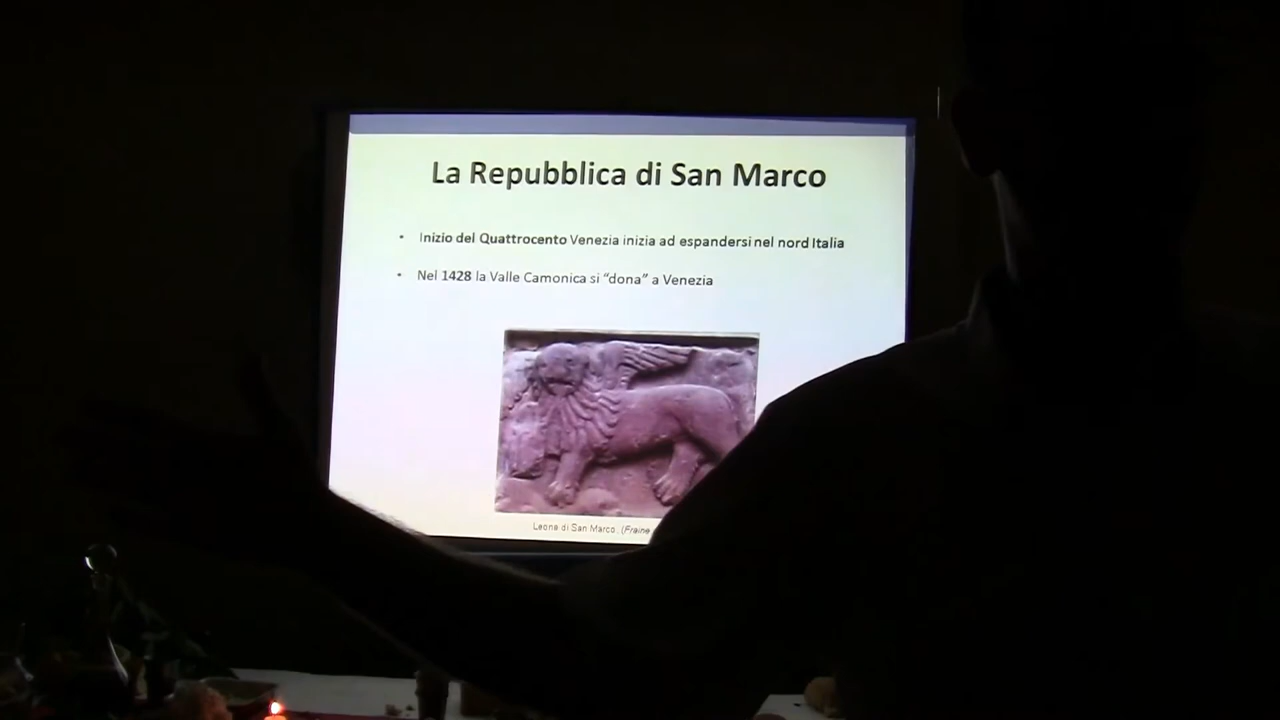 La Repubblica di San Marco
• Inizio del Quattrocento Venezia inizia ad espandersi nel nord Italia
• Nel 1428 la Valle Camonica si “dona” a Venezia
Leone di San Marco. (Fraine